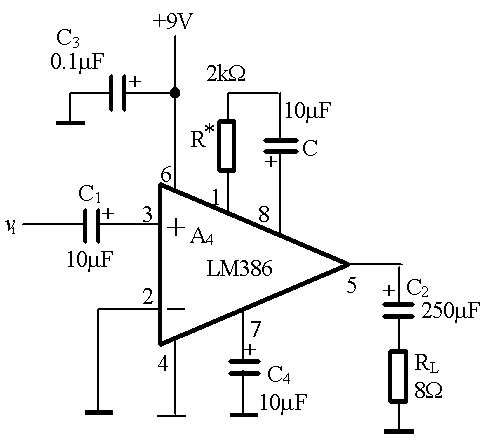 +9V
C3
0.1µF
+
2kΩ
10µF
R*
C
+
6
1
8
C1
+
10µF
vi
3
+
A4
LM386
5
2
−
4
7
+
C4
10µF
+
C2
250µF
RL
8Ω